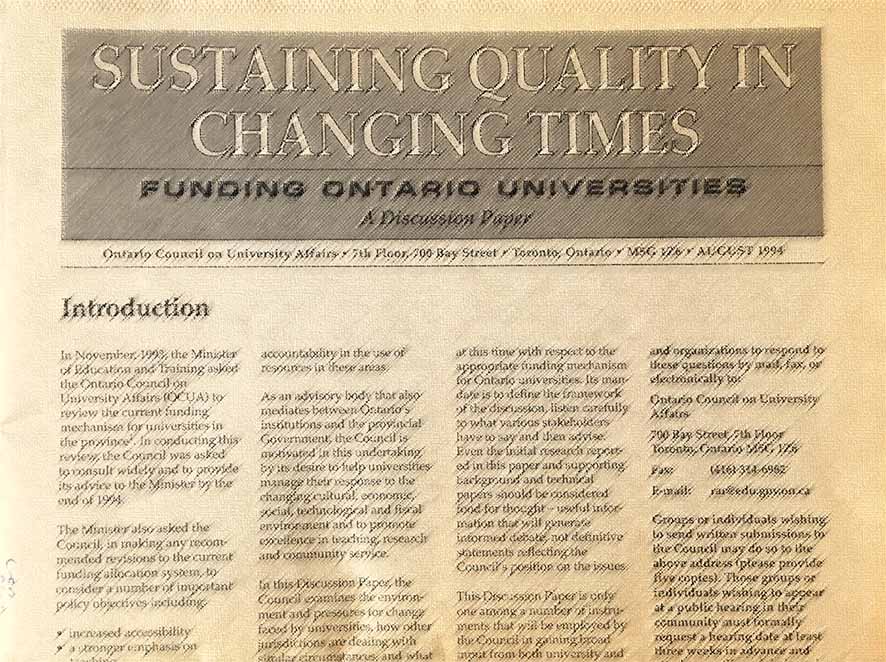 SUSTAINING QUALITY IN
CHANGING TIMES
FUNDING ONTARIO UNIVERSITIES
A Discussion Paper
Ontario Council on University Affairs • 7th Floor, 700 Bay Street • Toronto, Ontario • M5G 1Z6 • AUGUST 1994
Introduction
In November, 1993, the Minister
of Education and Training asked
the Ontario Council on
University Affairs (OCUA) to
review the current funding
mechanism for universities in
the province¹. In conducting this
review, the Council was asked
to consult widely and to provide
its advice to the Minister by the
end of 1994.
The Minister also asked the
Council, in making any recom-
mended revisions to the current
funding allocation system, to
consider a number of important
policy objectives including:
✓ increased accessibility
✓ a stronger emphasis on
teaching
accountability in the use of
resources in these areas.
As an advisory body that also
mediates between Ontario's
institutions and the provincial
Government, the Council is
motivated in this undertaking
by its desire to help universities
manage their response to the
changing cultural, economic,
social, technological and fiscal
environment and to promote
excellence in teaching, research
and community service.
In this Discussion Paper, the
Council examines the environ-
ment and pressures for change
faced by universities, how other
jurisdictions are dealing with
similar circumstances, and what
at this time with respect to the
appropriate funding mechanism
for Ontario universities. Its man-
date is to define the framework
of the discussion, listen carefully
to what various stakeholders
have to say and then advise.
Even the initial research report-
ed in this paper and supporting
background and technical
papers should be considered
food for thought – useful infor-
mation that will generate
informed debate, not definitive
statements reflecting the
Council's position on the issues.
This Discussion Paper is only
one among a number of instru-
ments that will be employed by
the Council in gaining broad
input from both university and
and organizations to respond to
these questions by mail, fax, or
electronically to:
Ontario Council on University
Affairs
700 Bay Street, 7th Floor
Toronto, Ontario M5G 1Z6
Fax: (416) 314-6982
E-mail: rar@edu.gov.on.ca
Groups or individuals wishing
to send written submissions to
the Council may do so to the
above address (please provide
five copies). Those groups or
individuals wishing to appear
at a public hearing in their
community must formally
request a hearing date at least
three weeks in advance and